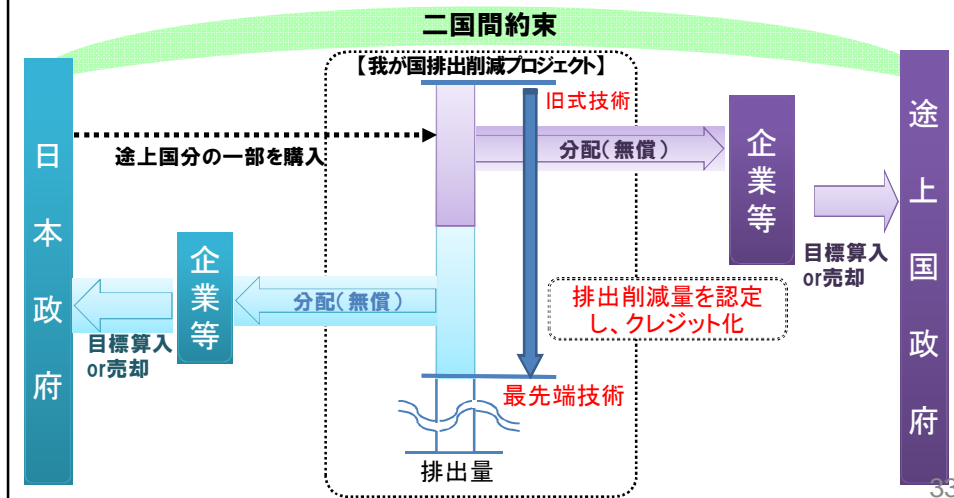 二国間約束
【我が国排出削減プロジェクト】
旧式技術
日本政府
途上国分の一部を購入
分配(無償)
企業等
途上国政府
目標算入
or売却
企業等
分配(無償)
目標算入
or売却
排出削減量を認定
し、クレジット化
最先端技術
排出量
33